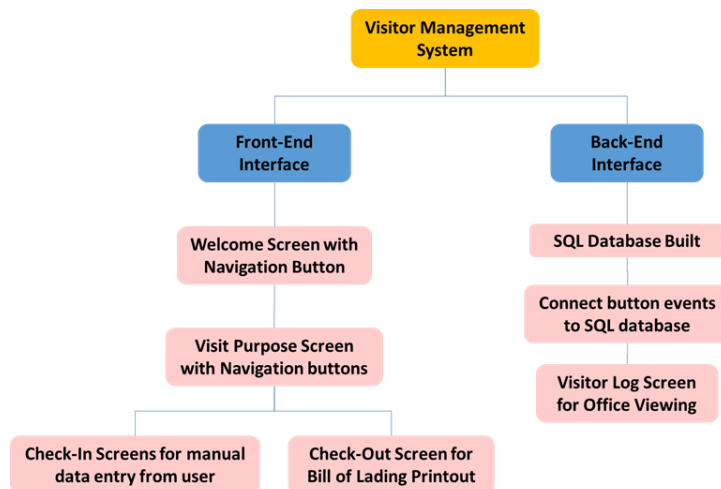 Visitor Management
System
Front-End
Interface
Back-End
Interface
Welcome Screen with
Navigation Button
SQL Database Built
Connect button events
to SQL database
Visit Purpose Screen
with Navigation buttons
Visitor Log Screen
for Office Viewing
Check-In Screens for manual
data entry from user
Check-Out Screen for
Bill of Lading Printout